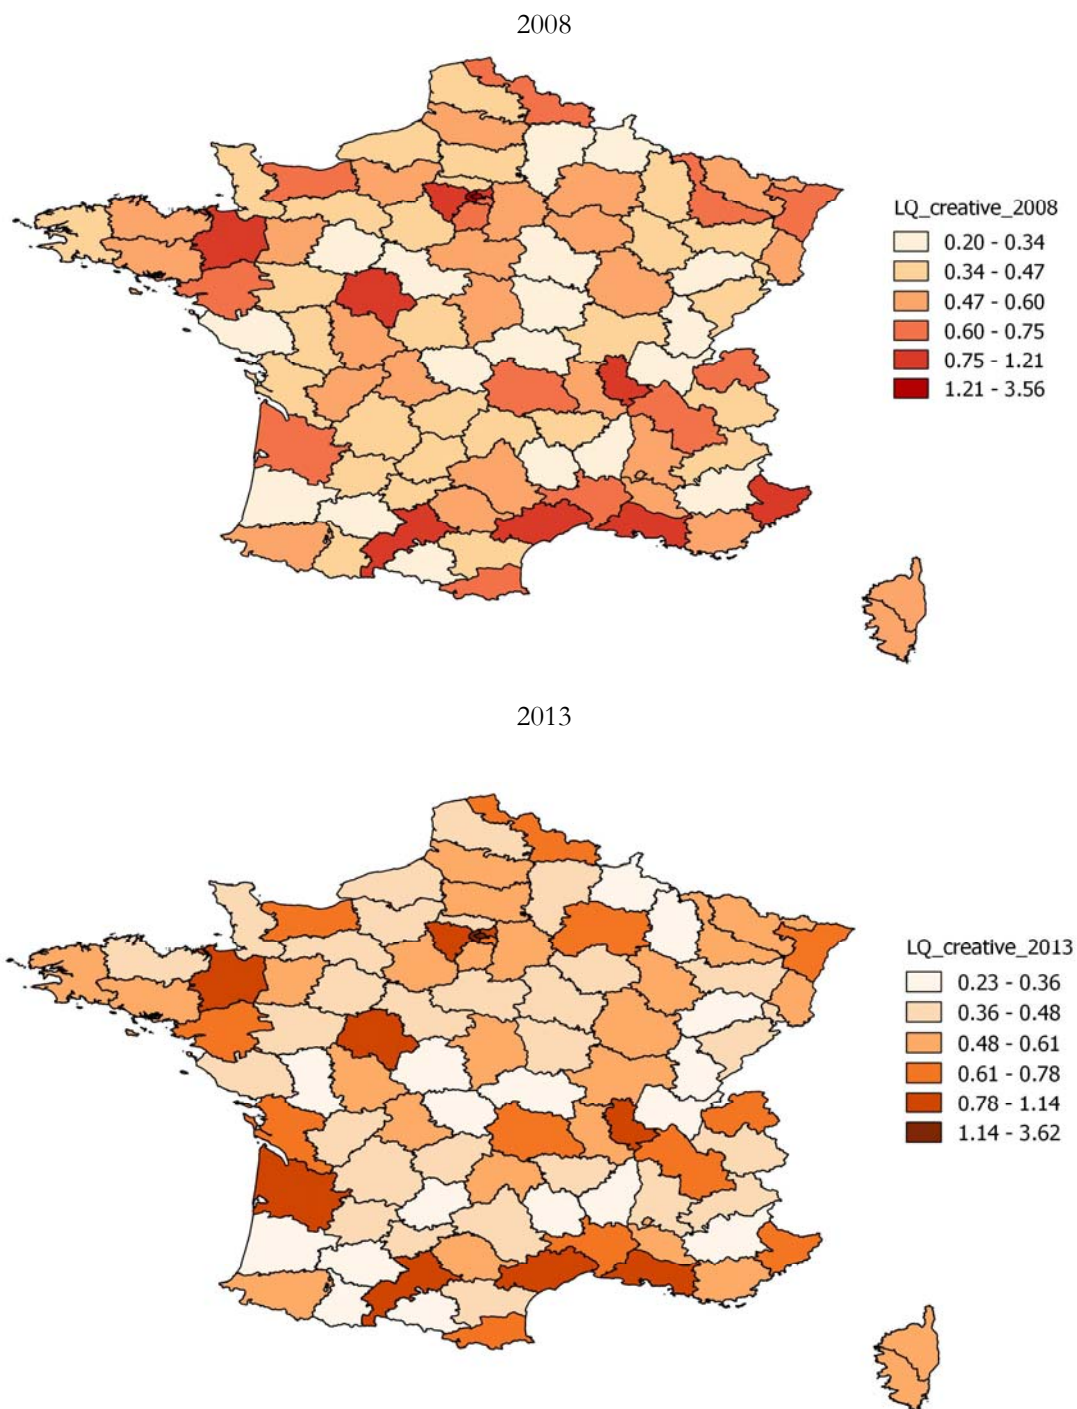 2008
LQ_creative_2008
0.20 - 0.34
0.34 - 0.47
0.47 - 0.60
0.60 - 0.75
0.75 - 1.21
1.21 - 3.56
2013
LQ_creative_2013
0.23 - 0.36
0.36 - 0.48
0.48 - 0.61
0.61 - 0.78
0.78 - 1.14
1.14 - 3.62